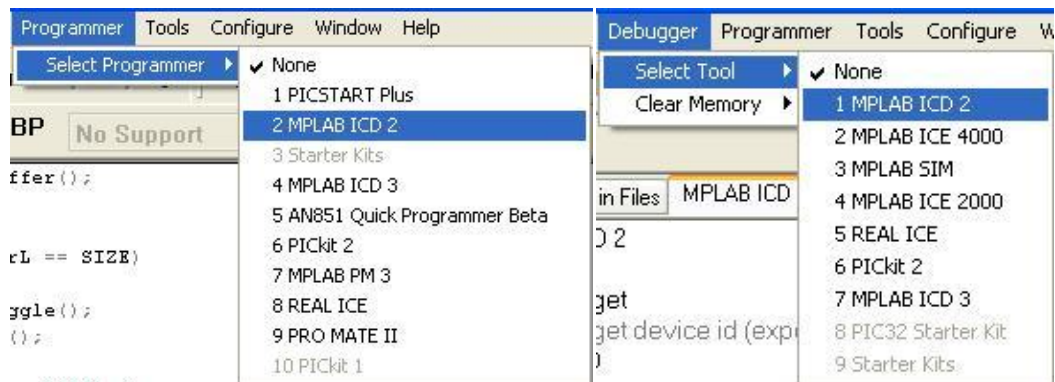 Programmer Tools Configure Window Help
Select Programmer
None
1 PICSTART Plus
2 MPLAB ICD 2
3 Starter Kits
4 MPLAB ICD 3
5 AN851 Quick Programmer Beta
6 PICkit 2
7 MPLAB PM 3
8 REAL ICE
9 PRO MATE II
10 PICkit 1
BP No Support
ffer();
rL == SIZE)
ggle();
();
Debugger Programmer Tools Configure W
Select Tool
Clear Memory
None
1 MPLAB ICD 2
2 MPLAB ICE 4000
3 MPLAB SIM
4 MPLAB ICE 2000
5 REAL ICE
6 PICkit 2
7 MPLAB ICD 3
8 PIC32 Starter Kit
9 Starter Kits
in Files MPLAB ICD
D 2
get
get device id (expe